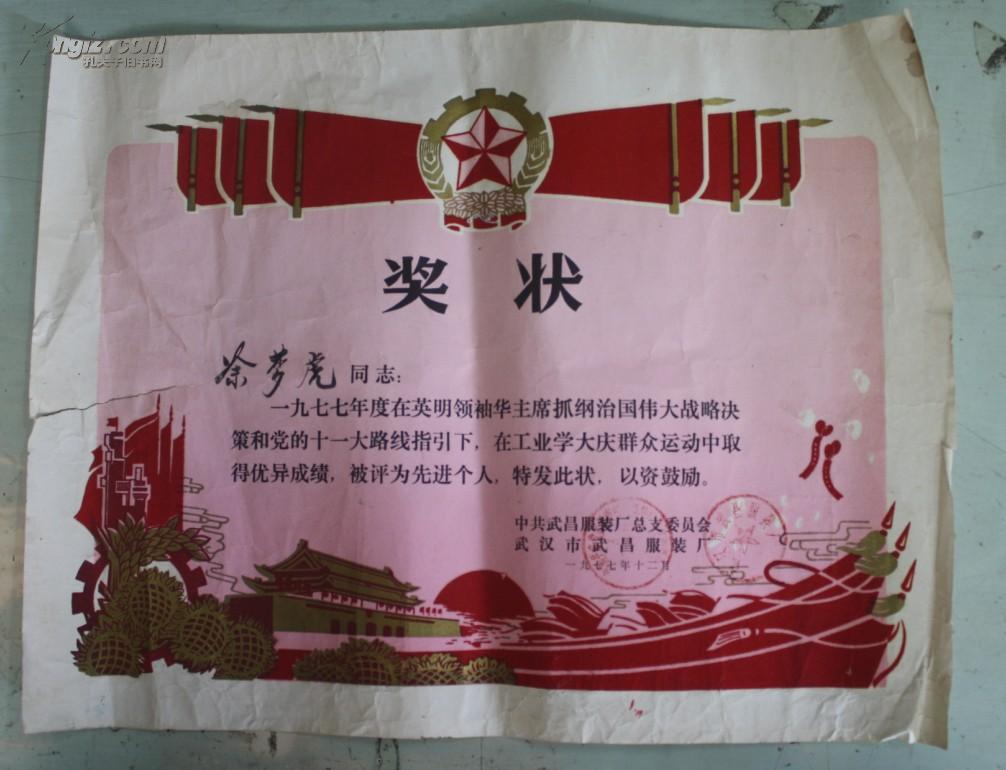 孔夫子旧书网
奖状
梦虎 同志:
一九七七年度在英明领袖华主席抓纲治国伟大战略决
策和党的十一大路线指引下,在工业学大庆群众运动中取
得优异成绩,被评为先进个人,特发此状,以资鼓励。
中共武昌服装厂总支委员会
武汉市武昌服装厂
一九七七年十二月